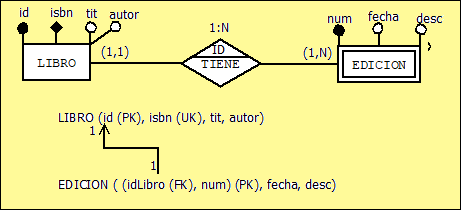 id isbn tit autor 1:N num fecha desc
LIBRO (1,1) ID TIENE (1,N) EDICION
LIBRO (id (PK), isbn (UK), tit, autor)
1
1
EDICION ( (idLibro (FK), num) (PK), fecha, desc)